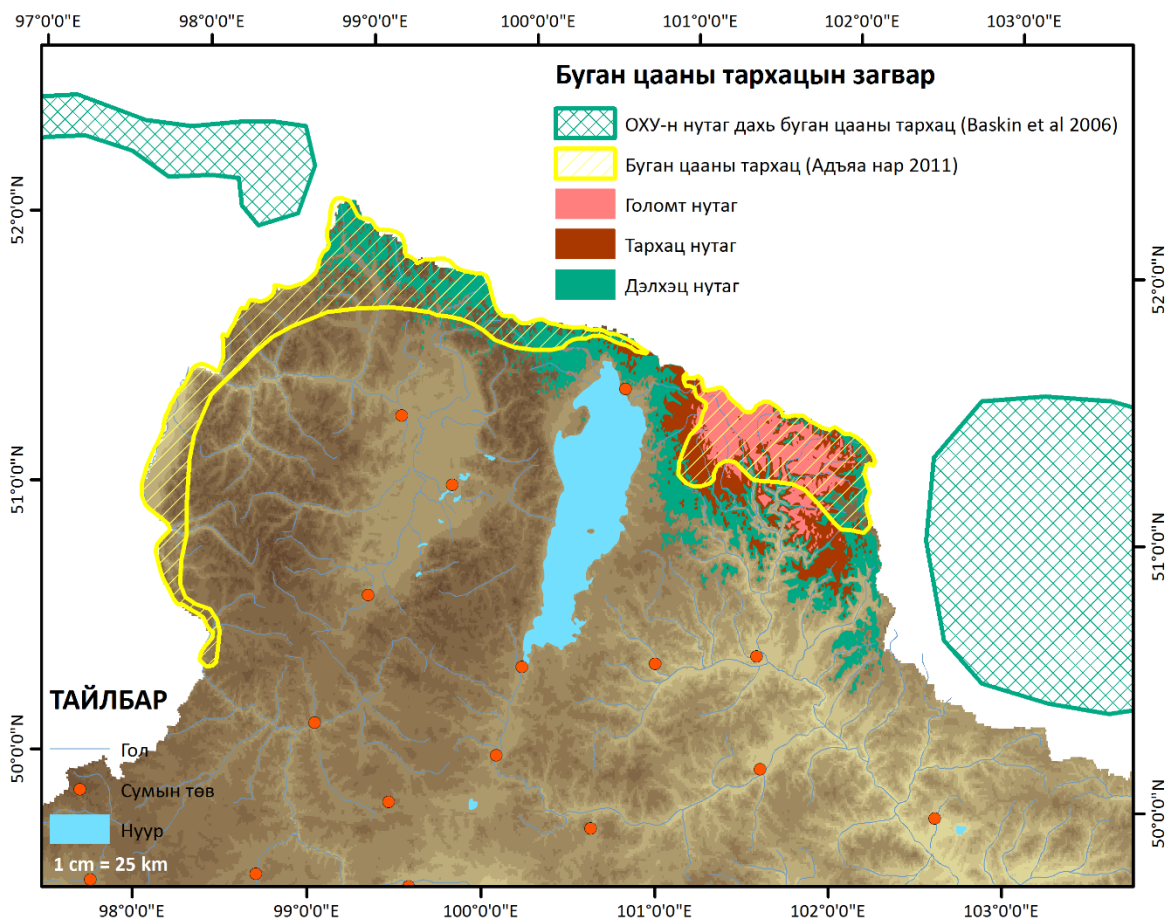 97°0'0"E 98°0'0"E 99°0'0"E 100°0'0"E 101°0'0"E 102°0'0"E 103°0'0"E
Буган цааны тархацын загвар
ОХУ-н нутаг дахь буган цааны тархац (Baskin et al 2006)
Буган цааны тархац (Адъяа нар 2011)
Голомт нутаг
Тархац нутаг
Дэлхэц нутаг
52°0'0"N
52°0'0"N
51°0'0"N
51°0'0"N
50°0'0"N
50°0'0"N
ТАЙЛБАР
Гол
Сумын төв
Нуур
1 cm = 25 km
98°0'0"E 99°0'0"E 100°0'0"E 101°0'0"E 102°0'0"E 103°0'0"E